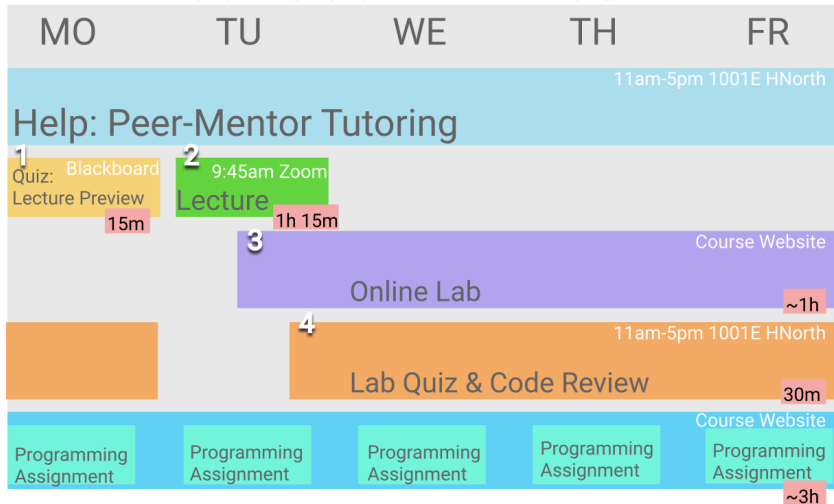 MO TU WE TH FR
11am-5pm 1001E HNorth
Help: Peer-Mentor Tutoring
1
Quiz: Blackboard
Lecture Preview
15m
2
9:45am Zoom
Lecture
1h 15m
3
Course Website
Online Lab
~1h
4
11am-5pm 1001E HNorth
Lab Quiz & Code Review
30m
Course Website
Programming
Assignment
Programming
Assignment
Programming
Assignment
Programming
Assignment
Programming
Assignment
~3h